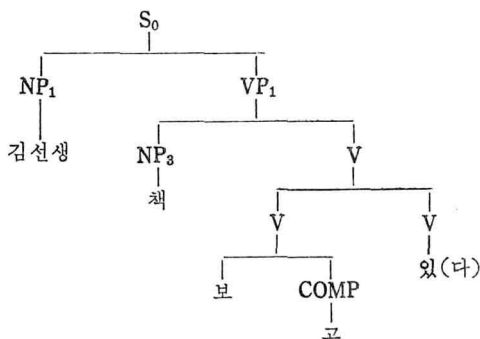 S₀
NP₁ VP₁
김선생 NP₃ V
책 V V
보 COMP 있(다)
고